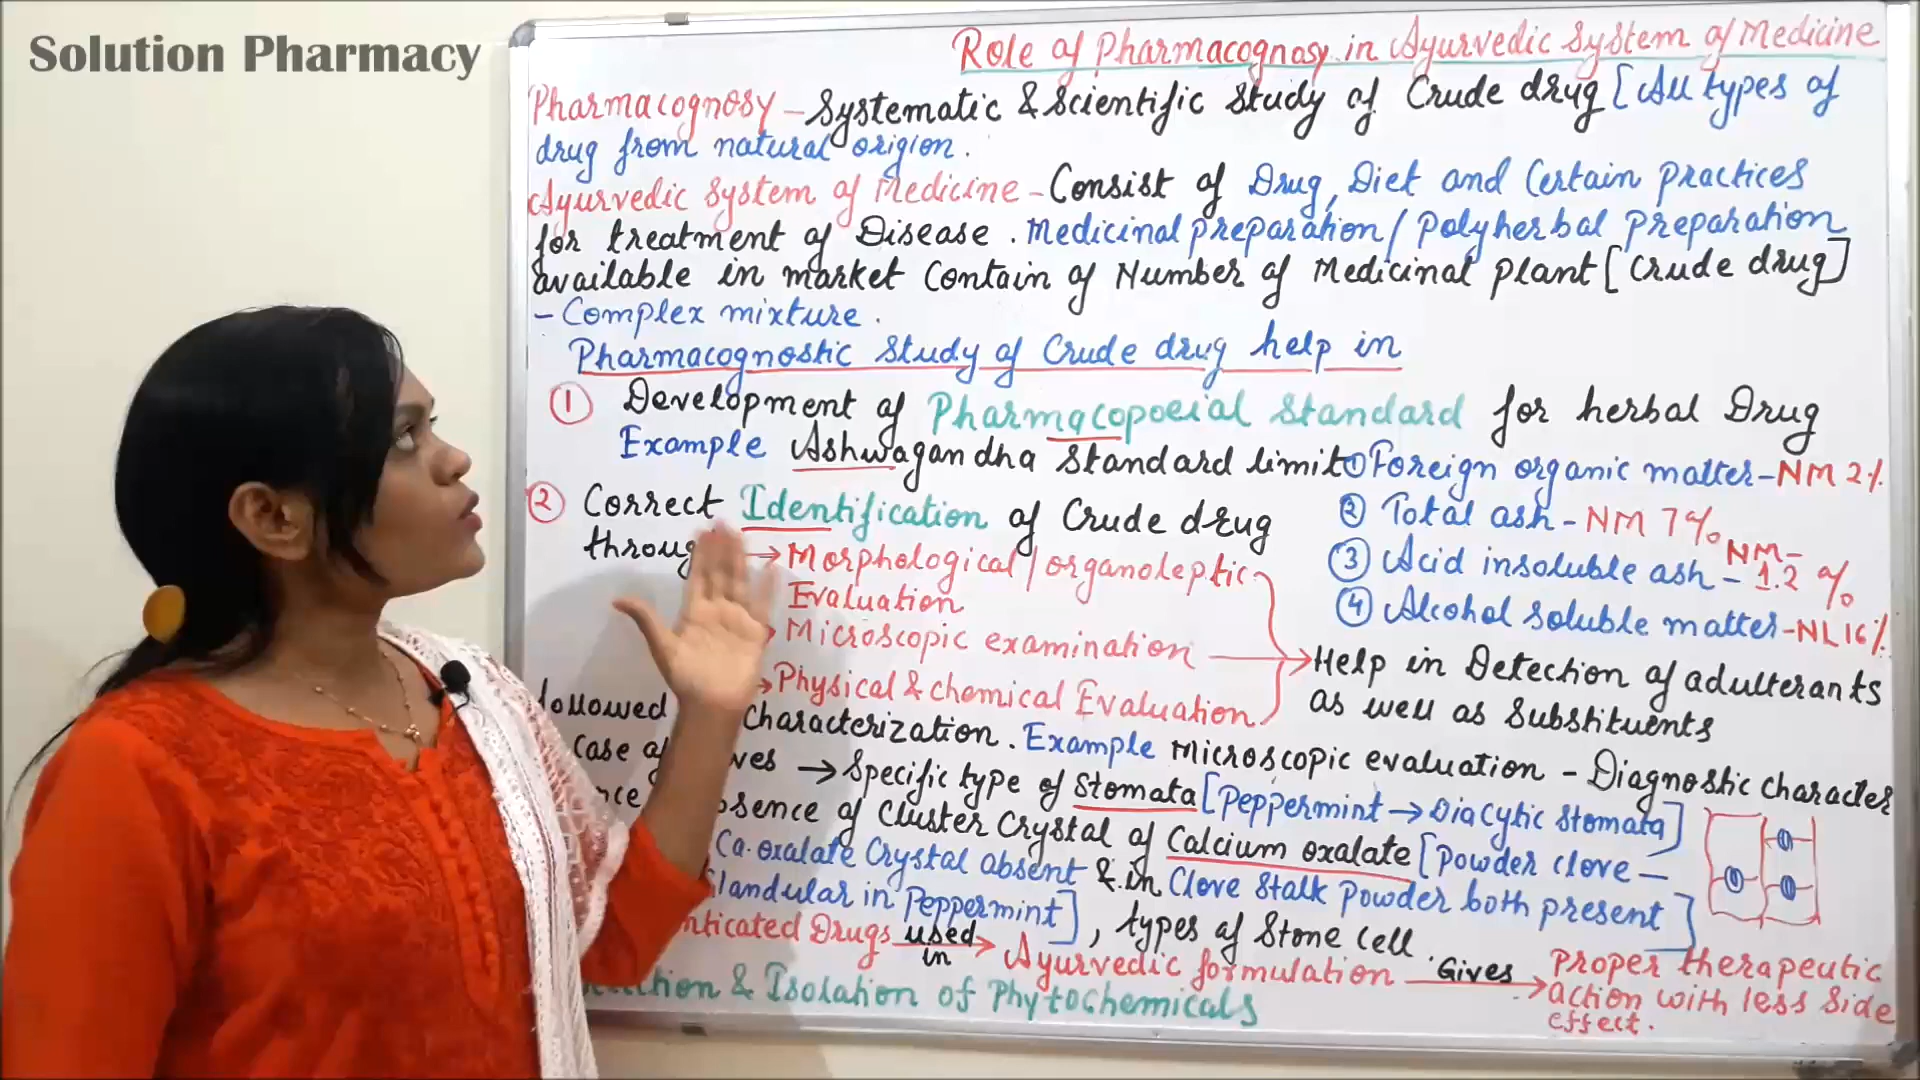 Solution Pharmacy
Role of Pharmacognosy in Ayurvedic System of Medicine
Pharmacognosy - Systematic & Scientific Study of Crude drug [All types of
drug from natural origion.
Ayurvedic System of Medicine - Consist of Drug, Diet and Certain Practices
for treatment of Disease. Medicinal preparation / Polyherbal Preparation
available in market Contain of Number of Medicinal plant [Crude drug]
- Complex mixture.
Pharmacognostic Study of Crude drug help in
① Development of Pharmacopoeial Standard for herbal Drug
Example Ashwagandha Standard limit ① Foreign organic matter - NM 2%
② Total ash - NM 7%
③ Acid insoluble ash - NM - 1.2 %
④ Alcohol soluble matter - NL 16%
② Correct Identification of Crude drug
→ Morphological / organoleptic
Evaluation
Microscopic examination → Help in Detection of adulterants
→ Physical & chemical Evaluation as well as Substituents
followed characterization. Example Microscopic evaluation - Diagnostic character
case of → Specific type of Stomata [Peppermint → Diacytic Stomata]
of Cluster Crystal of Calcium oxalate [Powder clove -
Ca. oxalate Crystal absent & in Clove Stalk Powder both present]
in Peppermint], types of Stone cell.
Drugs used in → Ayurvedic formulation Gives → Proper therapeutic
action with less Side
effect.
& Isolation of Phytochemicals